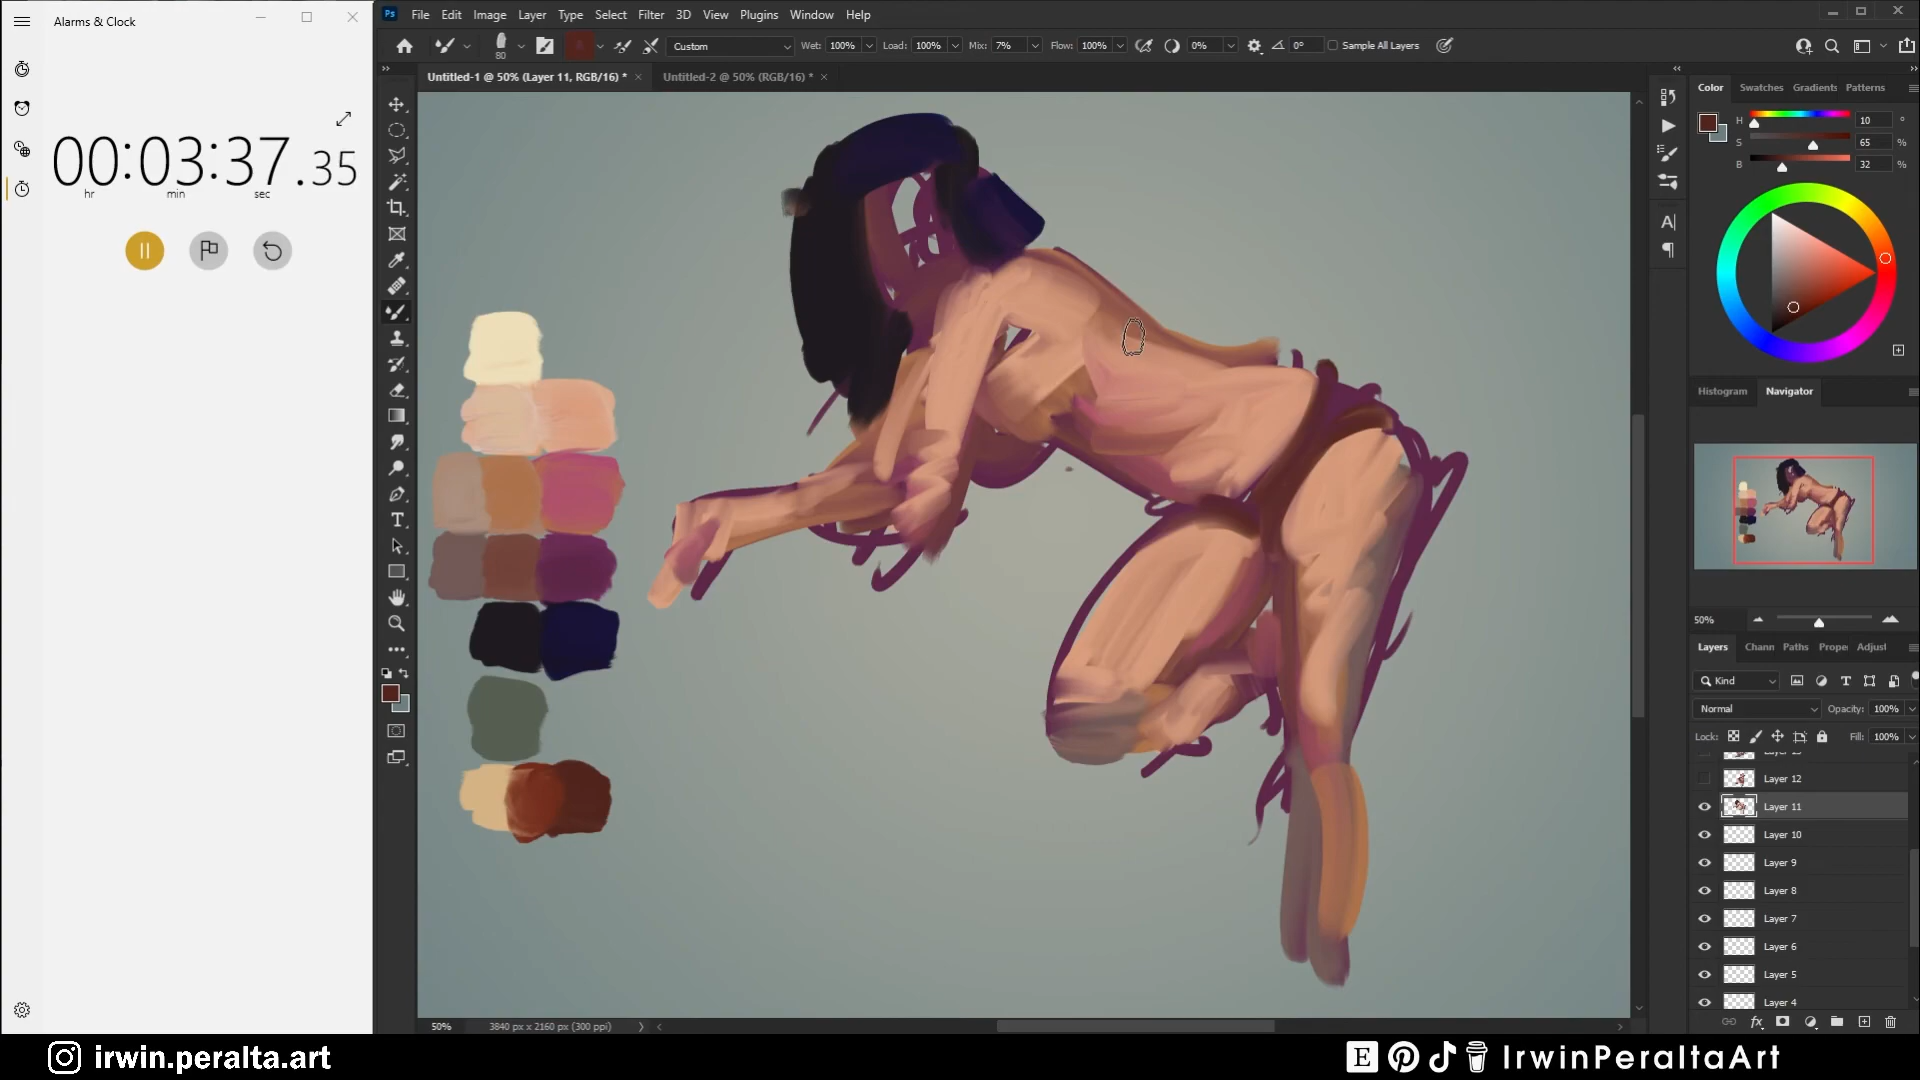 Alarms & Clock
00:03:37.35
hr min sec
File Edit Image Layer Type Select Filter 3D View Plugins Window Help
80 Custom Wet: 100% Load: 100% Mix: 7% Flow: 100% 0% 0° Sample All Layers
Untitled-1 @ 50% (Layer 11, RGB/16) * Untitled-2 @ 50% (RGB/16) *
Color Swatches Gradients Patterns
H 10 °
S 65 %
B 32 %
Histogram Navigator
50%
Layers Chann Paths Proper Adjust
Kind
Normal Opacity: 100%
Lock: Fill: 100%
Layer 12
Layer 11
Layer 10
Layer 9
Layer 8
Layer 7
Layer 6
Layer 5
Layer 4
50% 3840 px x 2160 px (300 ppi)
irwin.peralta.art
IrwinPeraltaArt